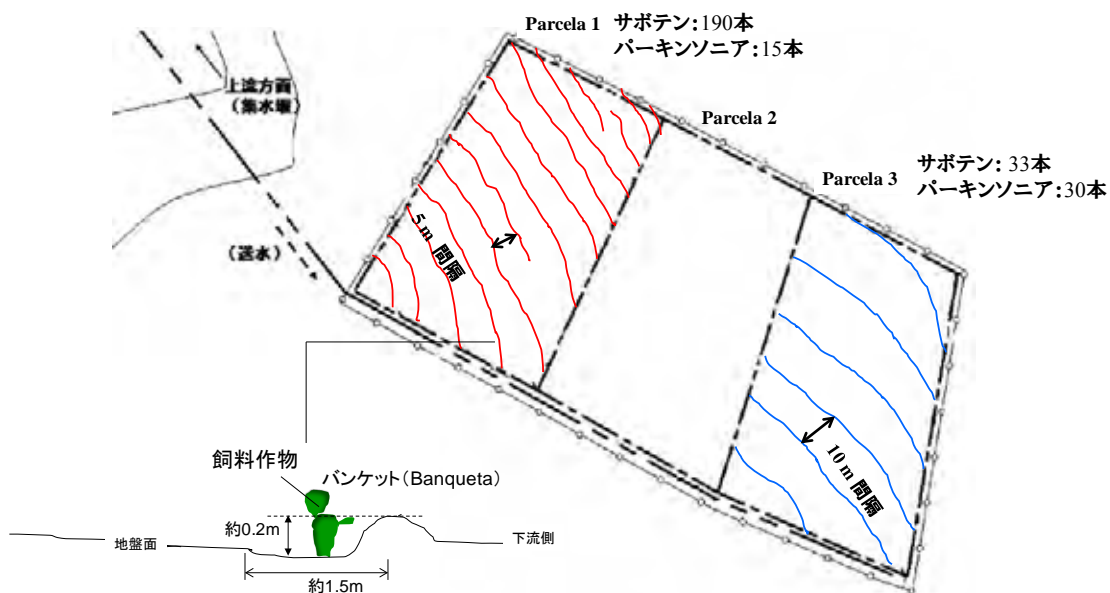 Parcela 1 サボテン:190本
パーキンソニア:15本
上流方面
(集水堰)
Parcela 2
サボテン: 33本
Parcela 3
パーキンソニア:30本
5 m 間隔
(送水)
10 m 間隔
飼料作物
バンケット(Banqueta)
約0.2m
地盤面
下流側
約1.5m